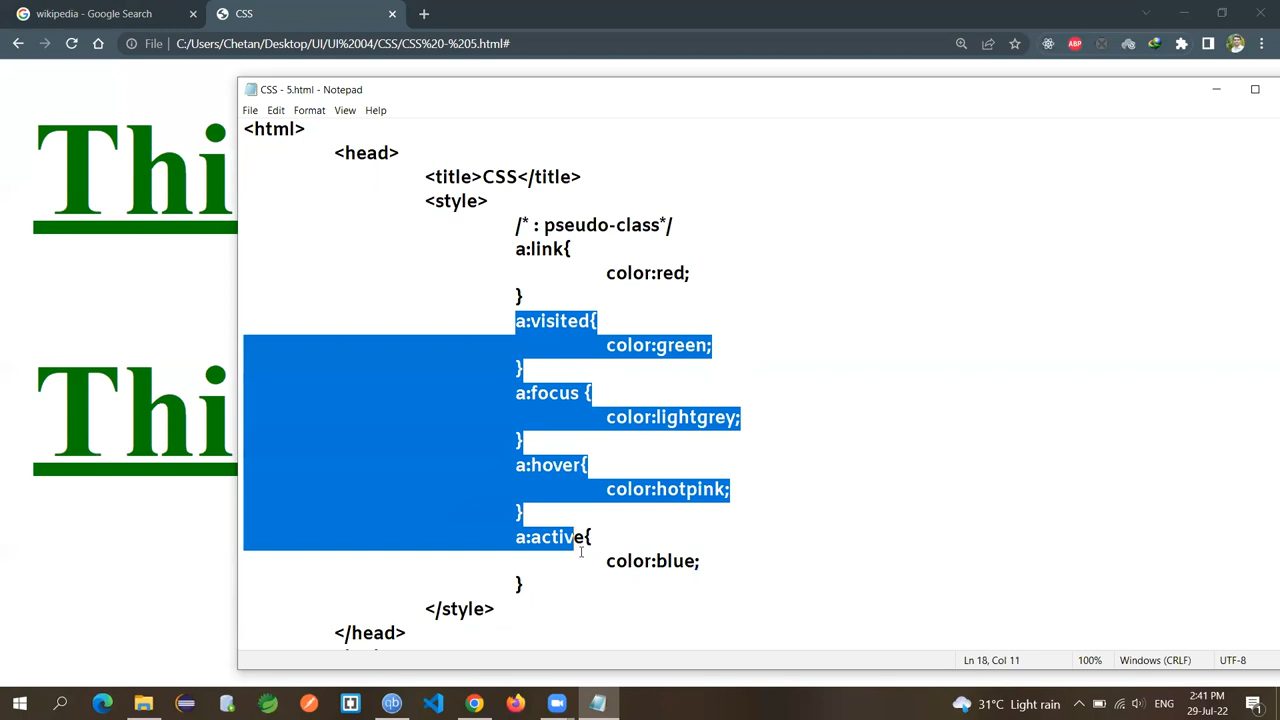 wikipedia - Google Search
CSS
File
C:/Users/Chetan/Desktop/UI/UI%2004/CSS/CSS%20-%205.html#
ABP
CSS - 5.html - Notepad
File Edit Format View Help
<html>
<head>
<title>CSS</title>
<style>
/* : pseudo-class*/
a:link{
color:red;
}
a:visited{
color:green;
}
a:focus {
color:lightgrey;
}
a:hover{
color:hotpink;
}
a:active{
color:blue;
}
</style>
</head>
Thi
Thi
Ln 18, Col 11
100%
Windows (CRLF)
UTF-8
qb
31°C Light rain
2:41 PM
29-Jul-22
1